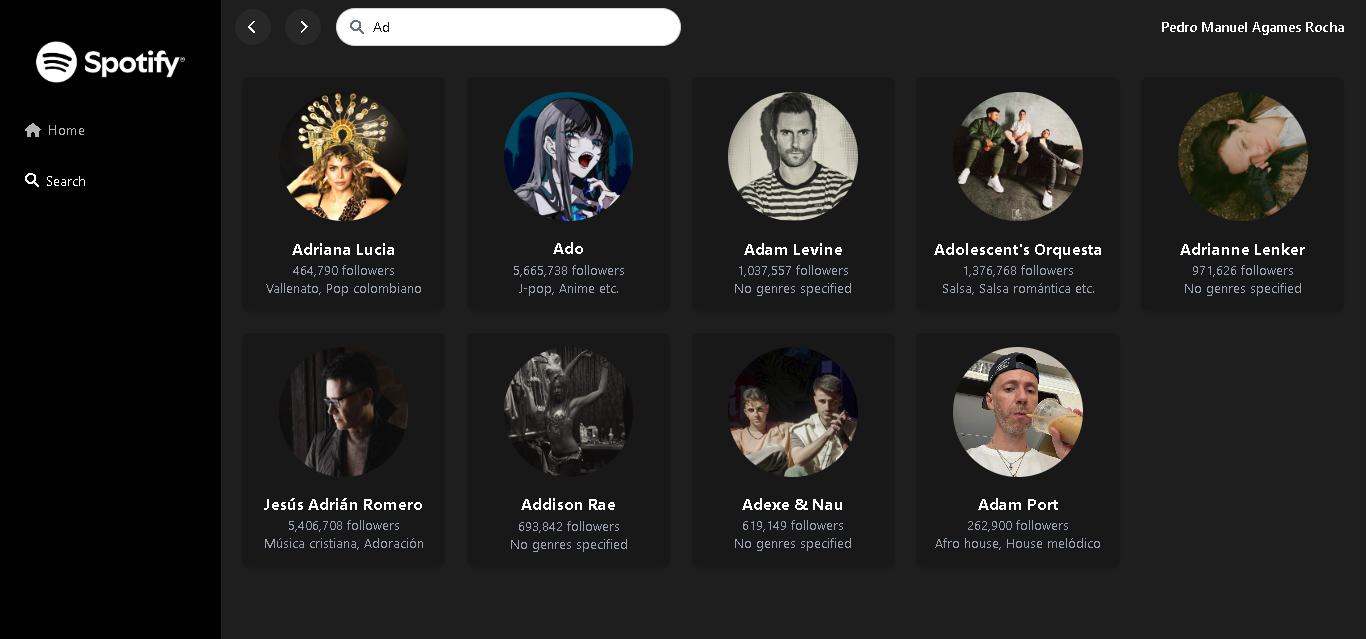 Spotify®
Home
Search
Ad
Pedro Manuel Agames Rocha
Adriana Lucia
464,790 followers
Vallenato, Pop colombiano
Ado
5,665,738 followers
J-pop, Anime etc.
Adam Levine
1,037,557 followers
No genres specified
Adolescent's Orquesta
1,376,768 followers
Salsa, Salsa romántica etc.
Adrianne Lenker
971,626 followers
No genres specified
Jesús Adrián Romero
5,406,708 followers
Música cristiana, Adoración
Addison Rae
693,842 followers
No genres specified
Adexe & Nau
619,149 followers
No genres specified
Adam Port
262,900 followers
Afro house, House melódico